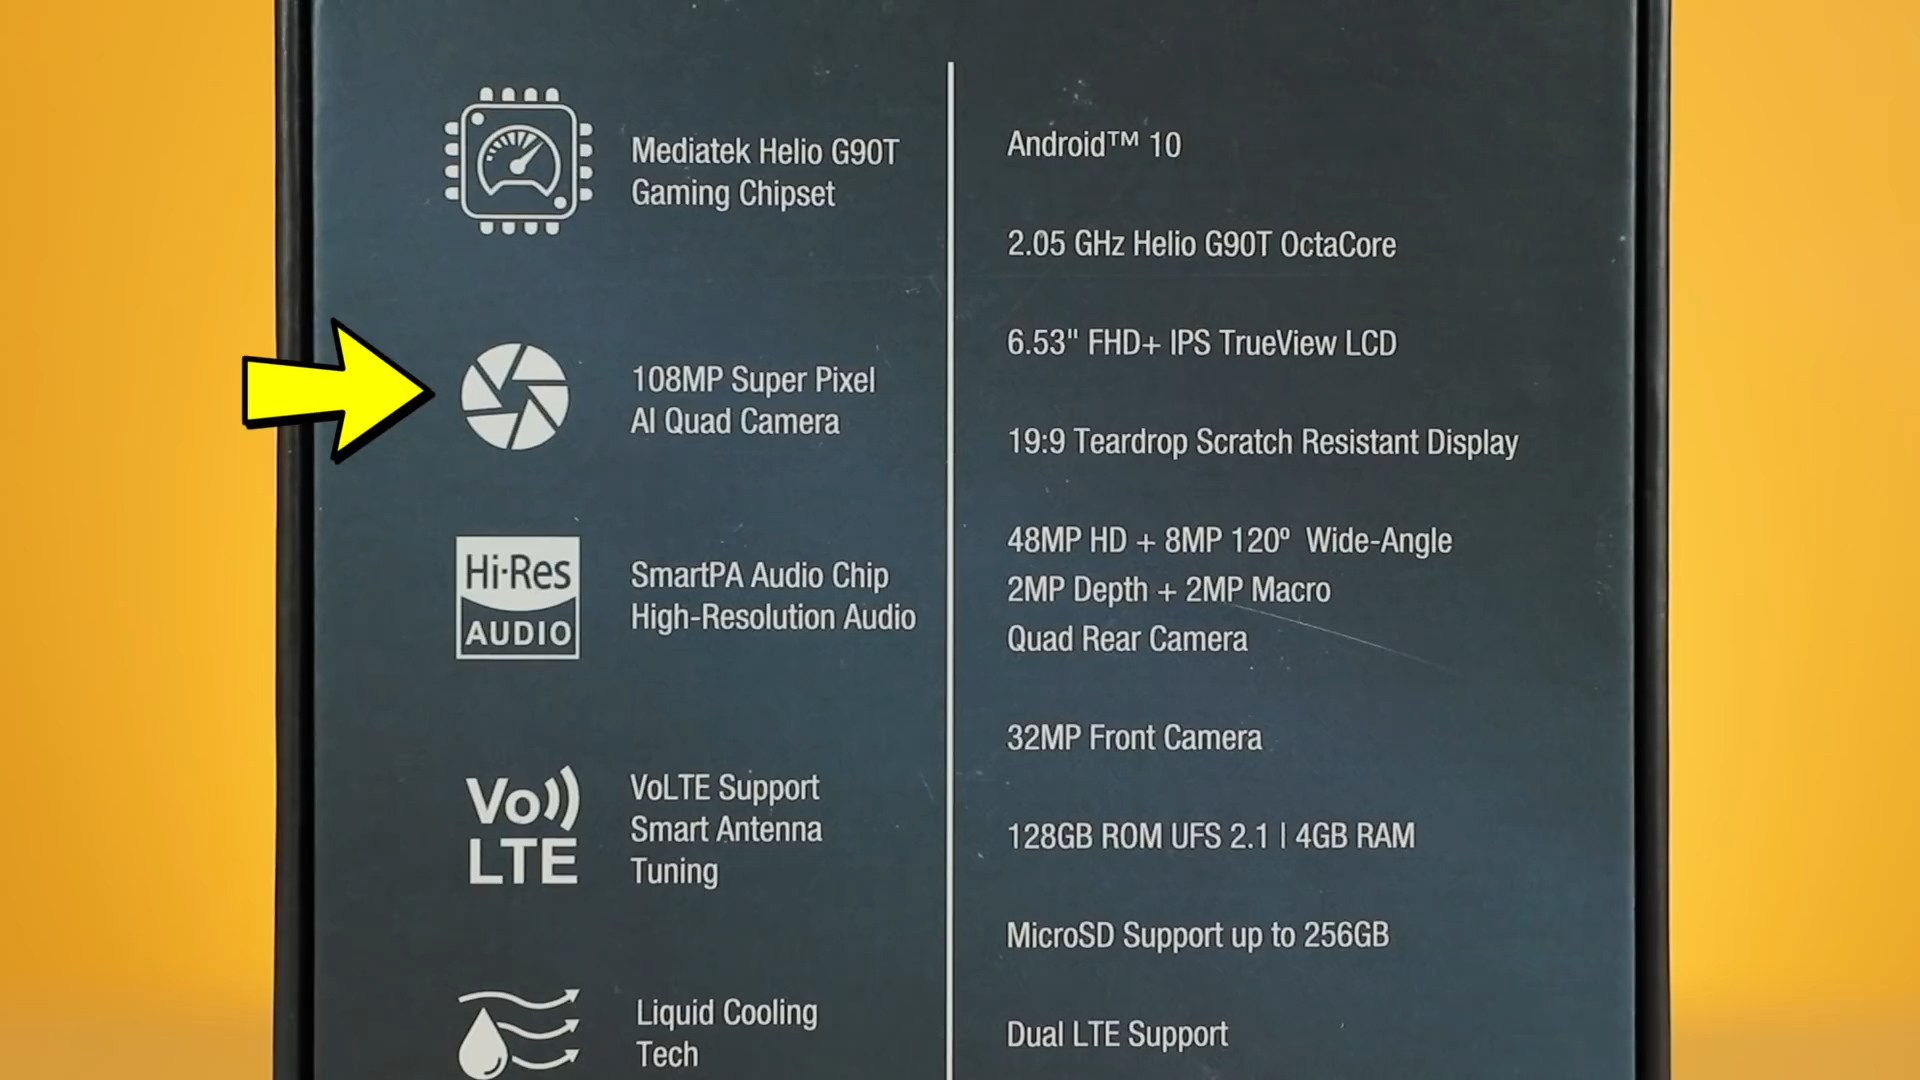 Mediatek Helio G90T
Gaming Chipset
108MP Super Pixel
AI Quad Camera
Hi-Res
AUDIO
SmartPA Audio Chip
High-Resolution Audio
Vo
LTE
VoLTE Support
Smart Antenna
Tuning
Liquid Cooling
Tech
Android™ 10
2.05 GHz Helio G90T OctaCore
6.53" FHD+ IPS TrueView LCD
19:9 Teardrop Scratch Resistant Display
48MP HD + 8MP 120º Wide-Angle
2MP Depth + 2MP Macro
Quad Rear Camera
32MP Front Camera
128GB ROM UFS 2.1 | 4GB RAM
MicroSD Support up to 256GB
Dual LTE Support